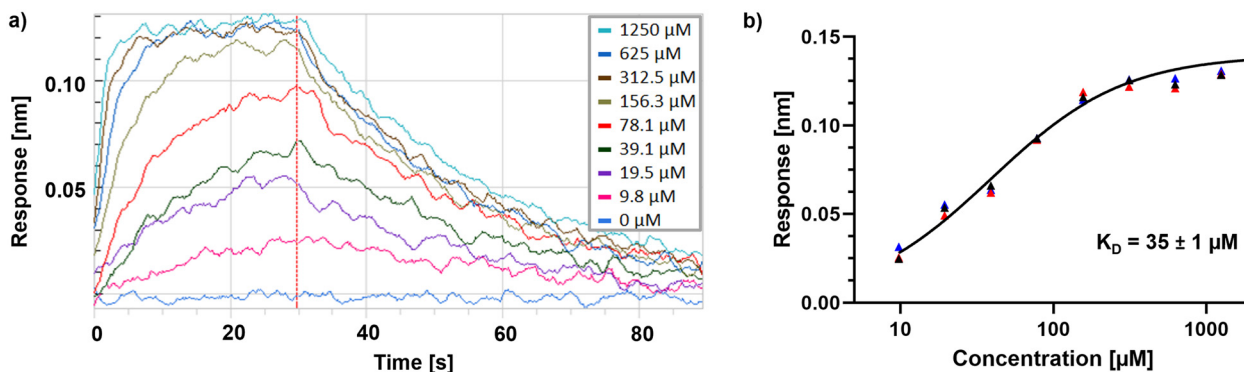 a)
Response [nm]
0.10
0.05
0
20
40
60
80
Time [s]
1250 µM
625 µM
312.5 µM
156.3 µM
78.1 µM
39.1 µM
19.5 µM
9.8 µM
0 µM
b)
Response [nm]
0.15
0.10
0.05
0.00
10
100
1000
Concentration [µM]
K_D = 35 ± 1 µM